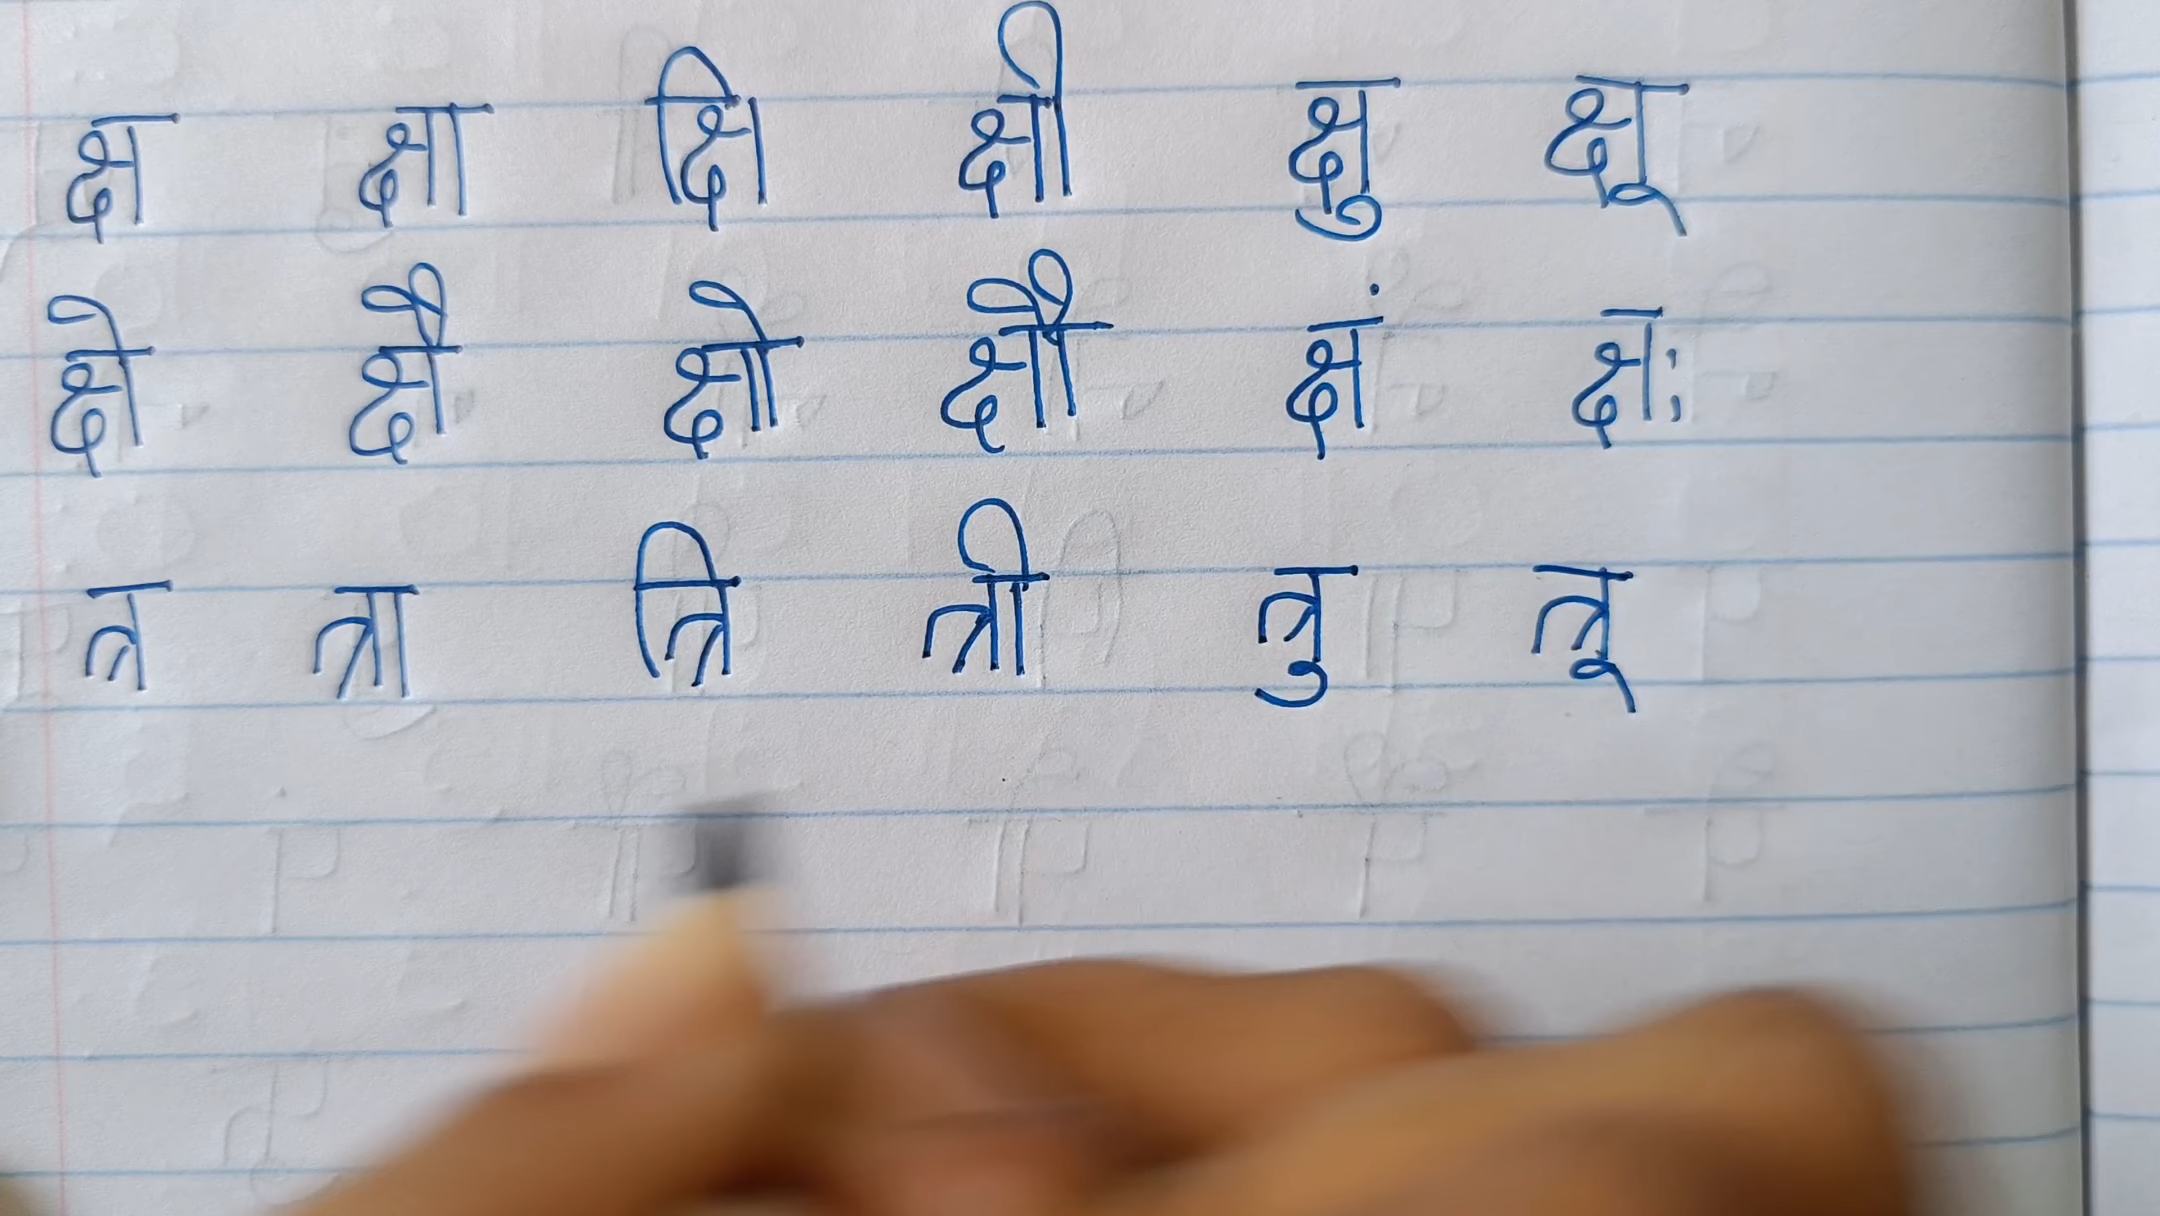 क्ष क्षा क्षि क्षी क्षु क्षू
क्षे क्षै क्षो क्षौ क्षं क्षः
त्र त्रा त्रि त्री त्रु त्रू